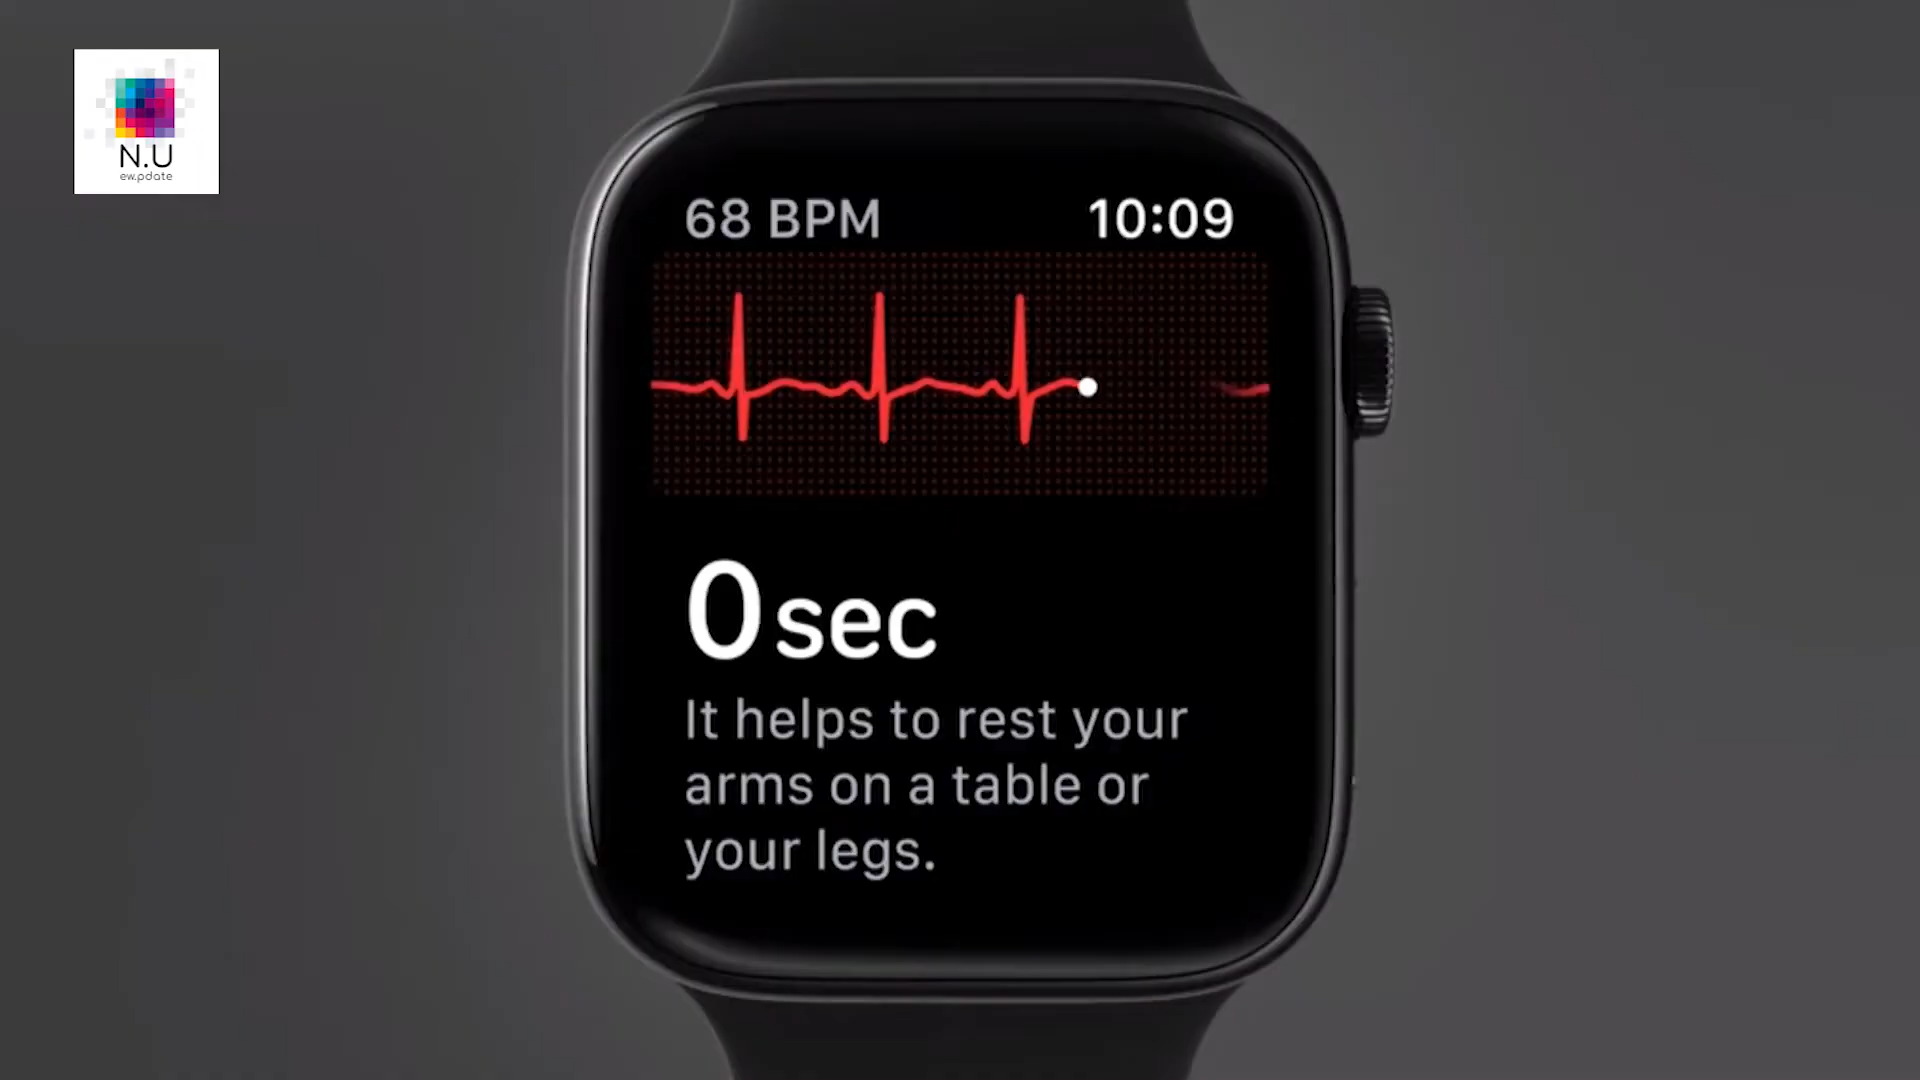 N.U
ew.pdate
68 BPM
10:09
0 sec
It helps to rest your
arms on a table or
your legs.